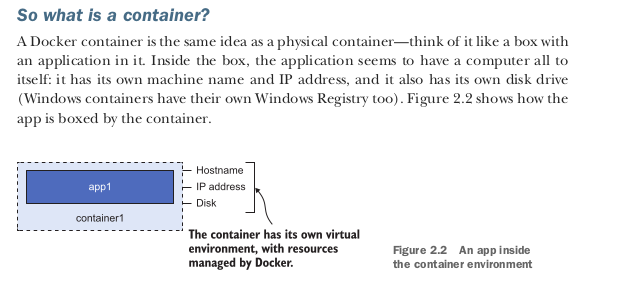 So what is a container?
A Docker container is the same idea as a physical container—think of it like a box with
an application in it. Inside the box, the application seems to have a computer all to
itself: it has its own machine name and IP address, and it also has its own disk drive
(Windows containers have their own Windows Registry too). Figure 2.2 shows how the
app is boxed by the container.
app1
container1
Hostname
IP address
Disk
The container has its own virtual
environment, with resources
managed by Docker.
Figure 2.2 An app inside
the container environment